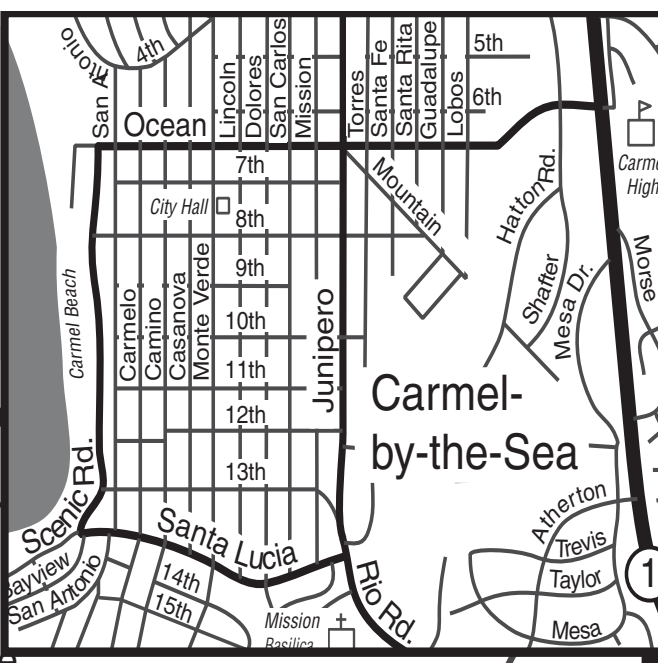 San Antonio
4th
5th
6th
Ocean
Lincoln
Dolores
San Carlos
Mission
Torres
Santa Fe
Santa Rita
Guadalupe
Lobos
7th
City Hall
8th
Mountain
Hatton Rd.
Carme
High
Morse
Carmel Beach
Carmelo
Camino
Casanova
Monte Verde
9th
10th
11th
12th
13th
Junipero
Shafter
Mesa Dr.
Carmel-
by-the-Sea
Scenic Rd.
Santa Lucia
Bayview
San Antonio
14th
15th
Mission
Basilica
Rio Rd.
Atherton
Trevis
Taylor
Mesa
1